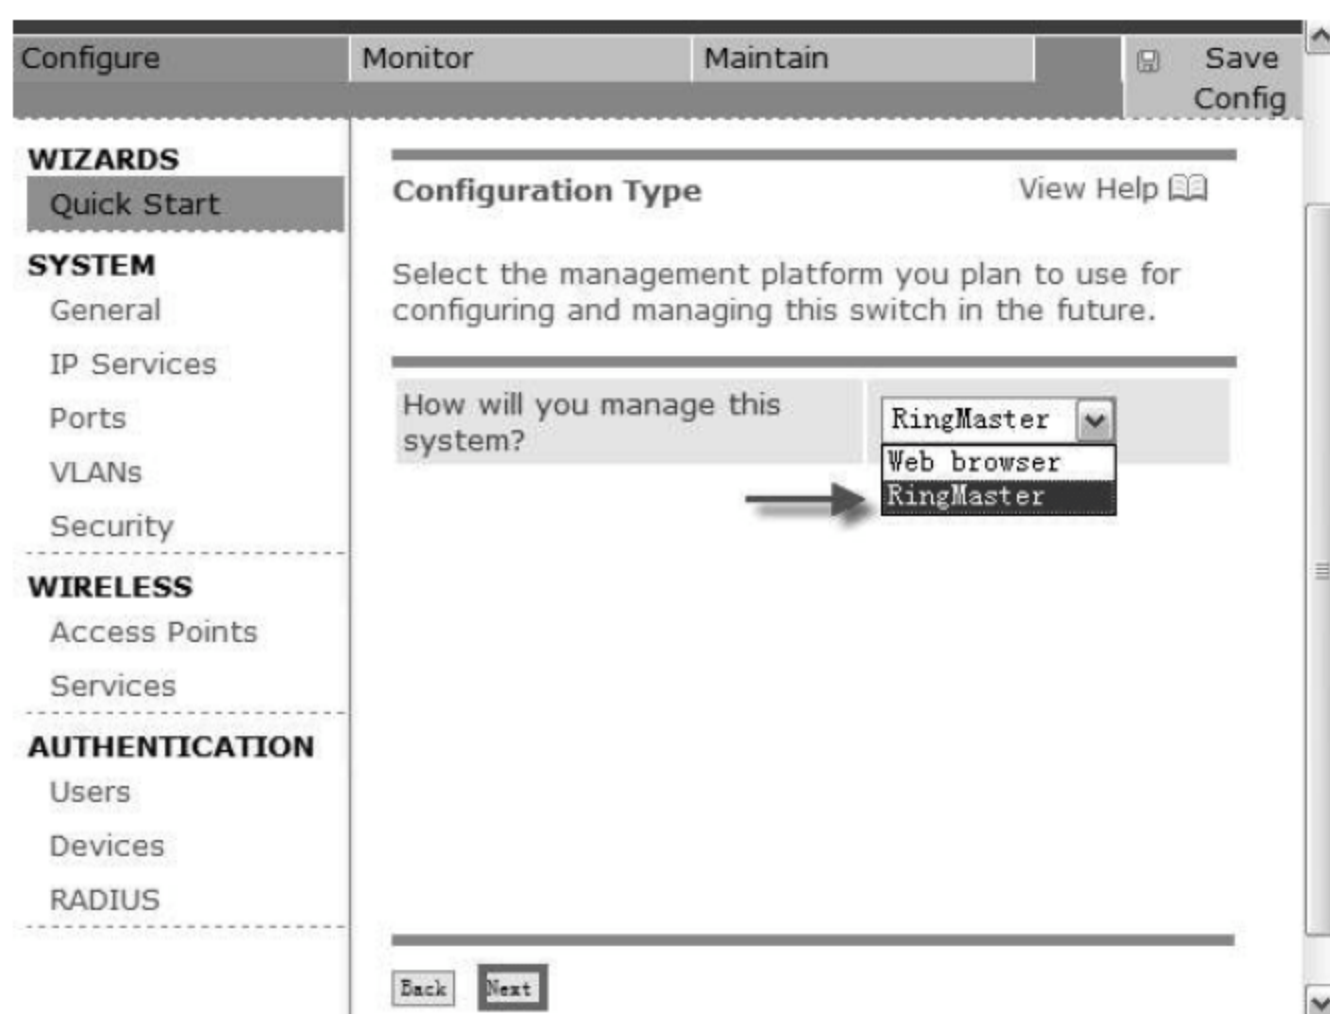 Configure
Monitor
Maintain
Save
Config
WIZARDS
Quick Start
SYSTEM
General
IP Services
Ports
VLANs
Security
WIRELESS
Access Points
Services
AUTHENTICATION
Users
Devices
RADIUS
Configuration Type
View Help
Select the management platform you plan to use for
configuring and managing this switch in the future.
How will you manage this
system?
RingMaster
Web browser
RingMaster
Back
Next